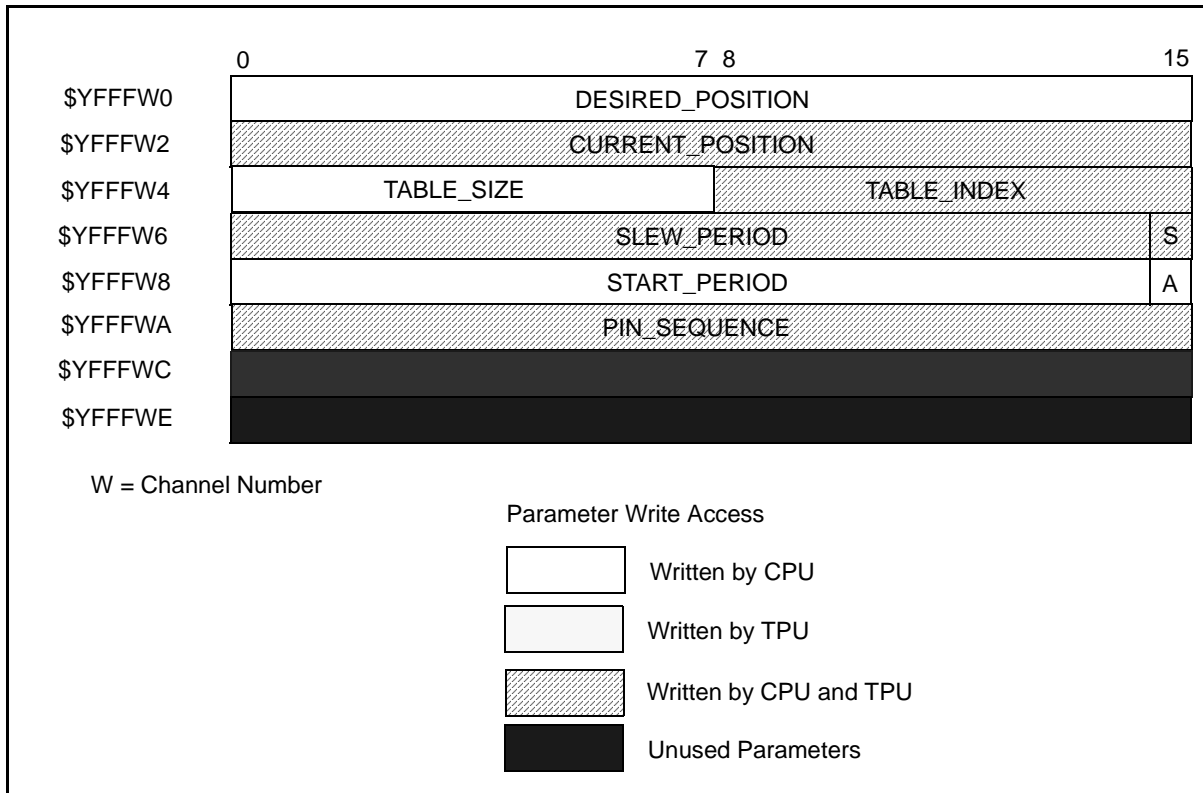 0 7 8 15
$YFFFW0 DESIRED_POSITION
$YFFFW2 CURRENT_POSITION
$YFFFW4 TABLE_SIZE TABLE_INDEX
$YFFFW6 SLEW_PERIOD S
$YFFFW8 START_PERIOD A
$YFFFWA PIN_SEQUENCE
$YFFFWC
$YFFFWE
W = Channel Number
Parameter Write Access
Written by CPU
Written by TPU
Written by CPU and TPU
Unused Parameters